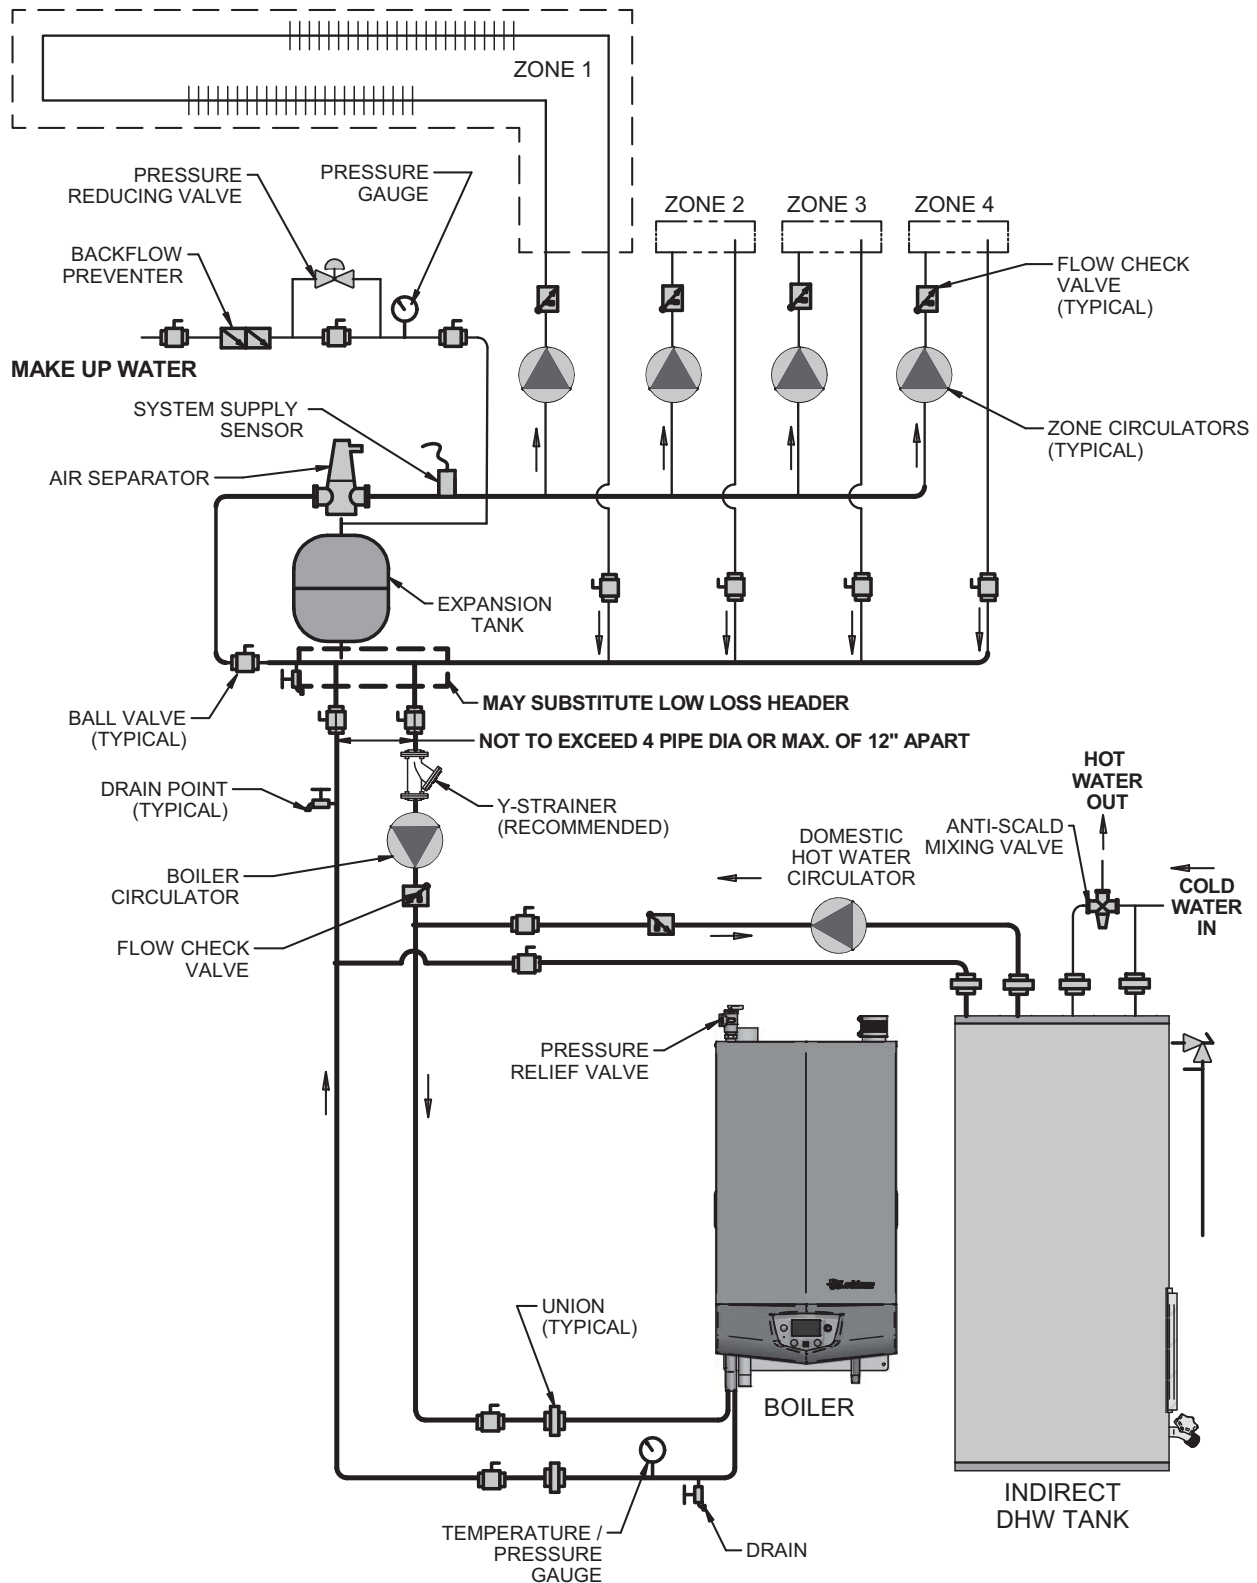 ZONE 1
PRESSURE
REDUCING VALVE
PRESSURE
GAUGE
ZONE 2
ZONE 3
ZONE 4
BACKFLOW
PREVENTER
FLOW CHECK
VALVE
(TYPICAL)
MAKE UP WATER
SYSTEM SUPPLY
SENSOR
ZONE CIRCULATORS
(TYPICAL)
AIR SEPARATOR
EXPANSION
TANK
MAY SUBSTITUTE LOW LOSS HEADER
BALL VALVE
(TYPICAL)
NOT TO EXCEED 4 PIPE DIA OR MAX. OF 12" APART
DRAIN POINT
(TYPICAL)
Y-STRAINER
(RECOMMENDED)
HOT
WATER
OUT
ANTI-SCALD
MIXING VALVE
DOMESTIC
HOT WATER
CIRCULATOR
BOILER
CIRCULATOR
COLD
WATER
IN
FLOW CHECK
VALVE
PRESSURE
RELIEF VALVE
UNION
(TYPICAL)
BOILER
INDIRECT
DHW TANK
TEMPERATURE /
PRESSURE
GAUGE
DRAIN